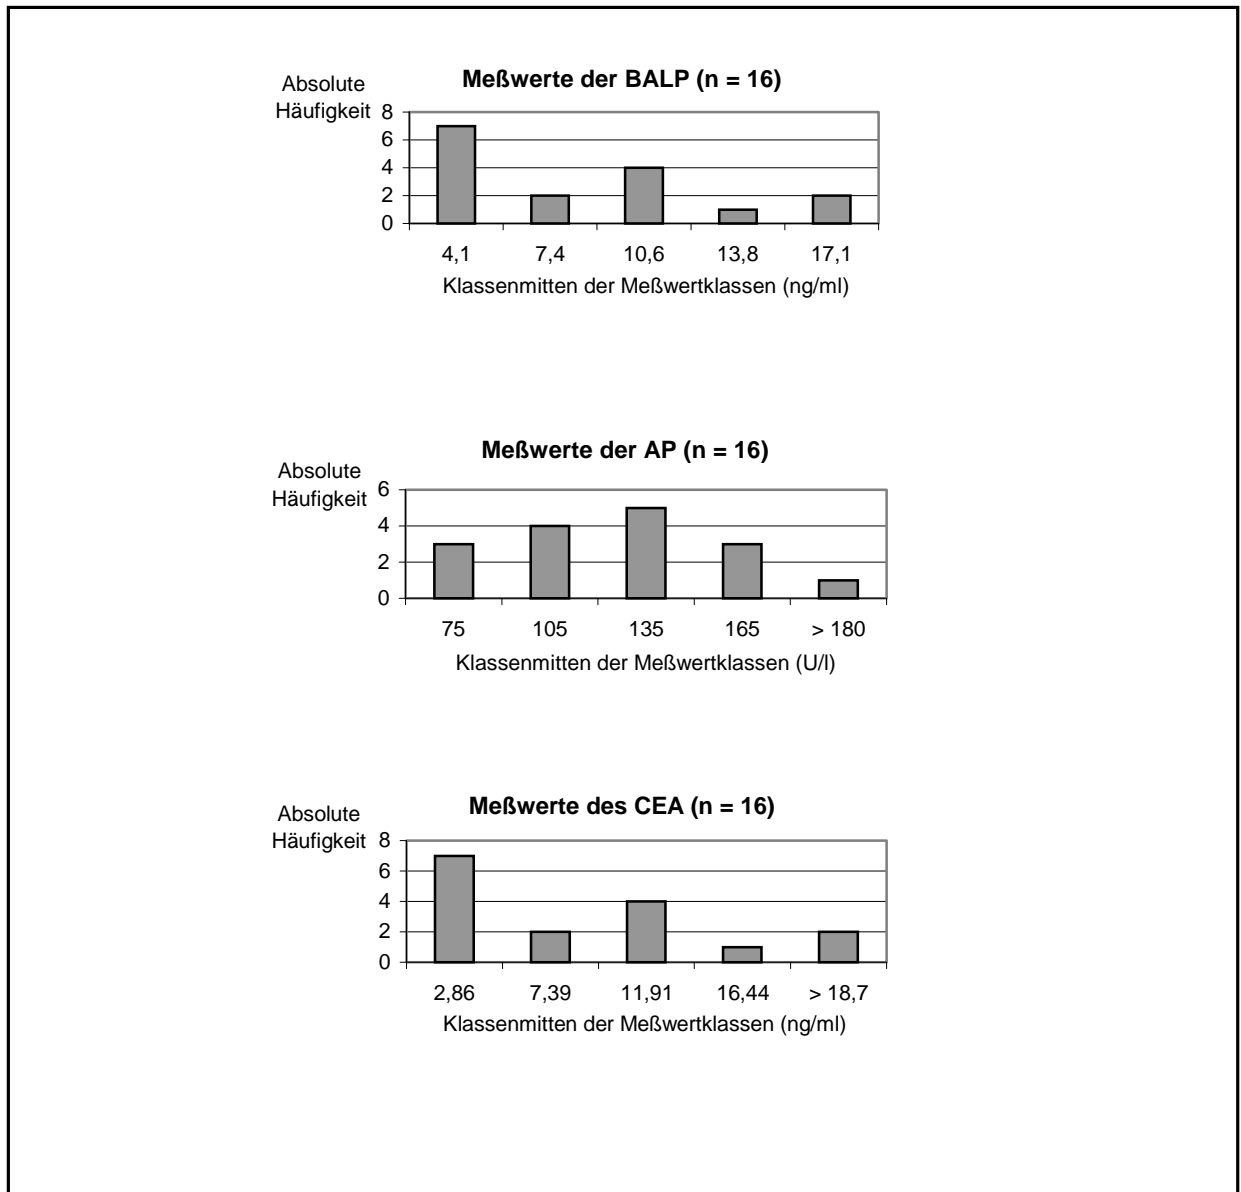 Meßwerte der BALP (n = 16)
Absolute
Häufigkeit
8
6
4
2
0
4,1 7,4 10,6 13,8 17,1
Klassenmitten der Meßwertklassen (ng/ml)
Meßwerte der AP (n = 16)
Absolute
Häufigkeit
6
4
2
0
75 105 135 165 > 180
Klassenmitten der Meßwertklassen (U/l)
Meßwerte des CEA (n = 16)
Absolute
Häufigkeit
8
6
4
2
0
2,86 7,39 11,91 16,44 > 18,7
Klassenmitten der Meßwertklassen (ng/ml)